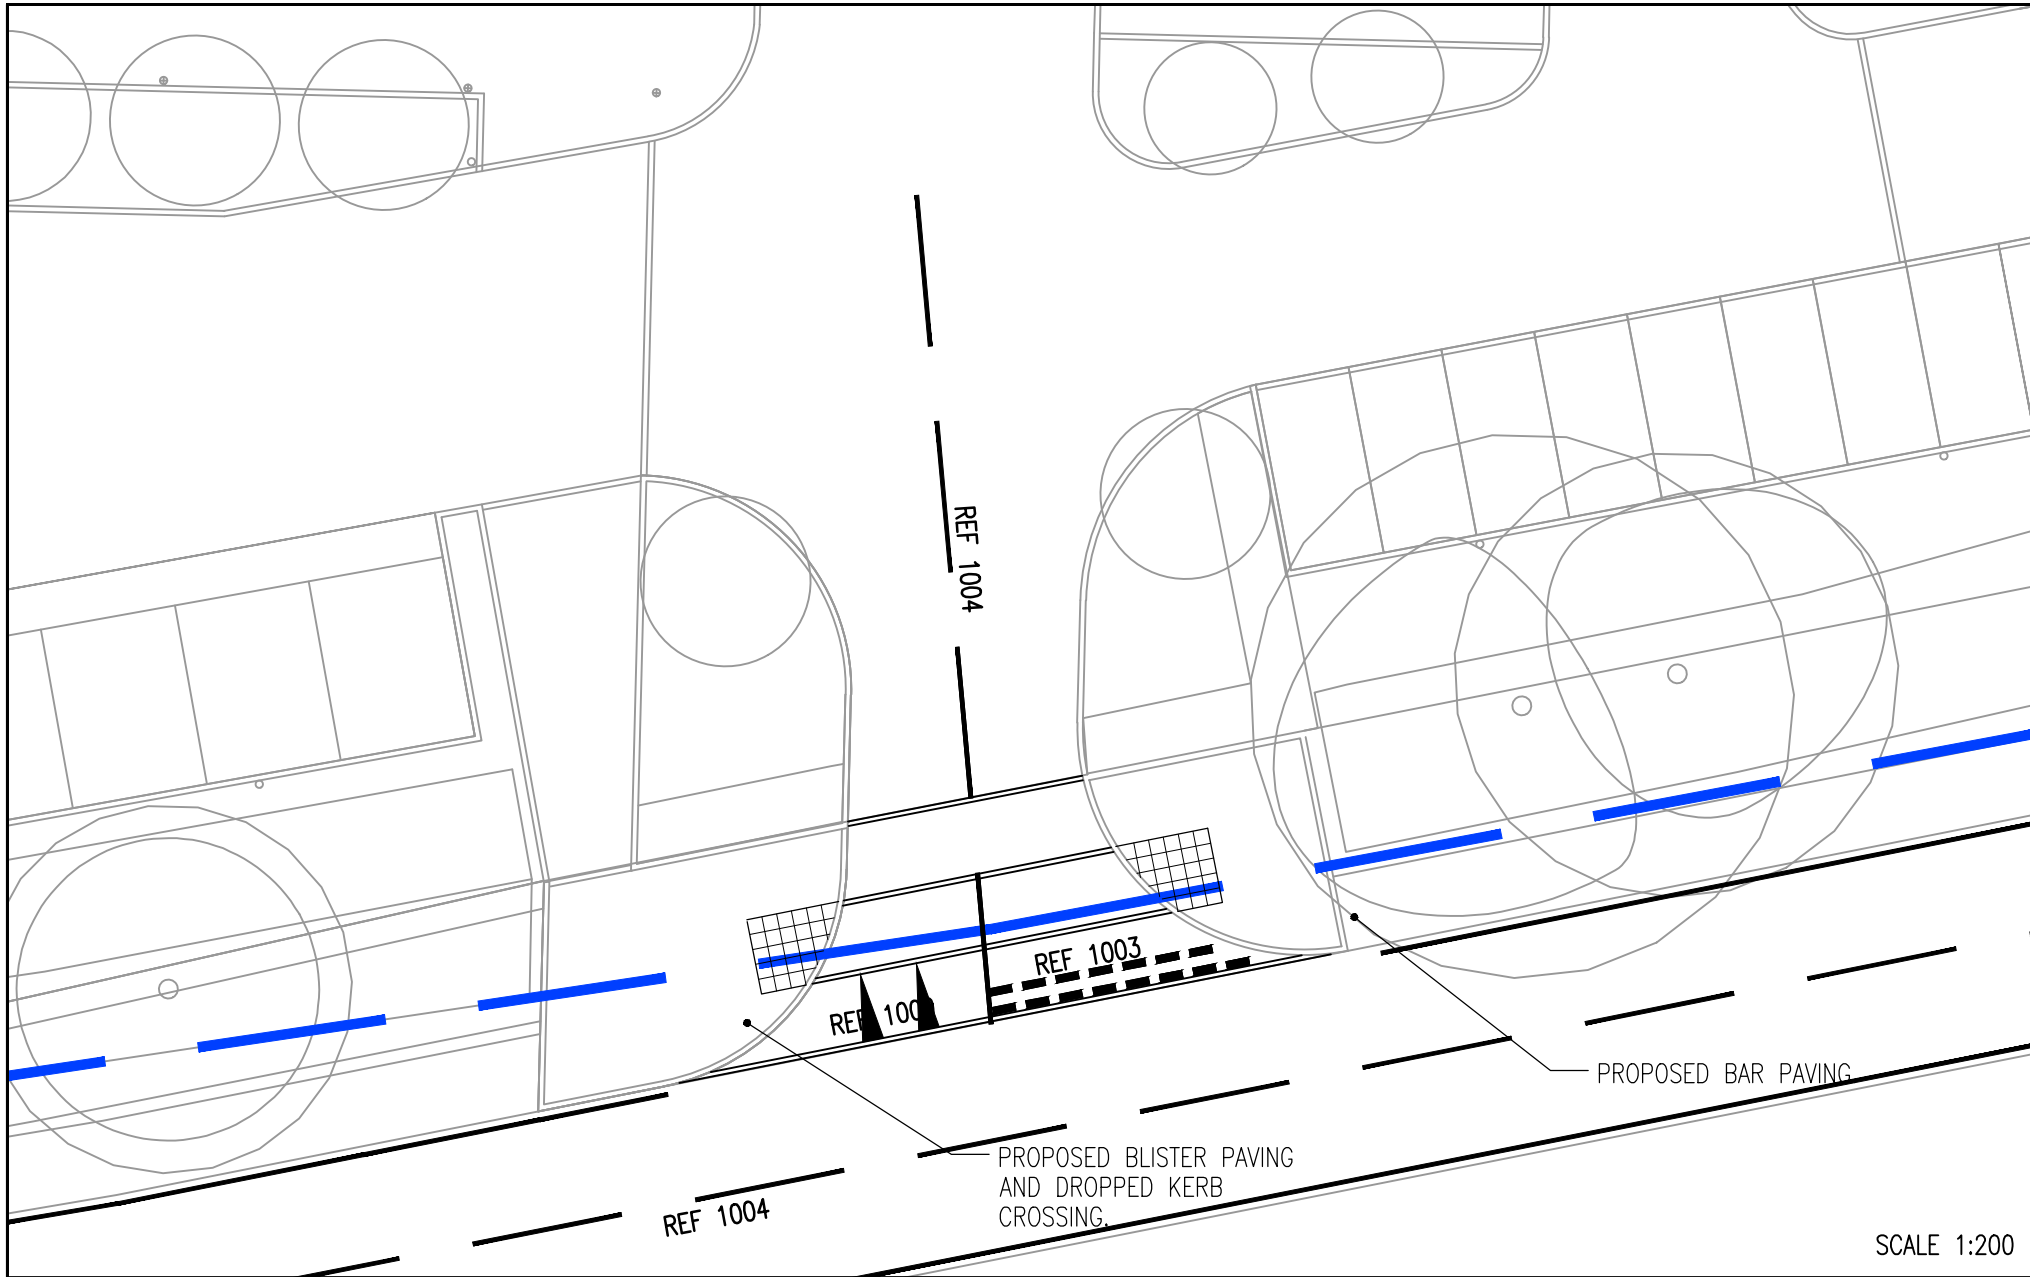 REF 1004
REF 1003
REF
PROPOSED BAR PAVING
PROPOSED BLISTER PAVING
AND DROPPED KERB
CROSSING.
REF 1004
SCALE 1:200